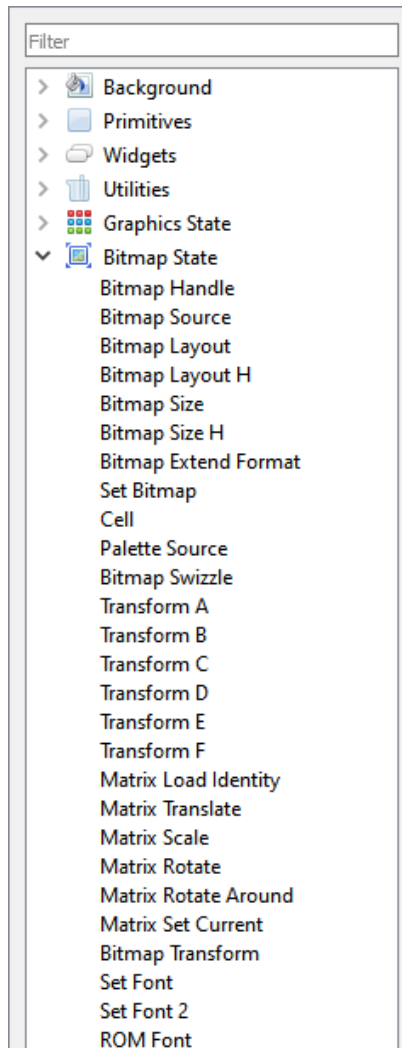 Filter
Background
Primitives
Widgets
Utilities
Graphics State
Bitmap State
Bitmap Handle
Bitmap Source
Bitmap Layout
Bitmap Layout H
Bitmap Size
Bitmap Size H
Bitmap Extend Format
Set Bitmap
Cell
Palette Source
Bitmap Swizzle
Transform A
Transform B
Transform C
Transform D
Transform E
Transform F
Matrix Load Identity
Matrix Translate
Matrix Scale
Matrix Rotate
Matrix Rotate Around
Matrix Set Current
Bitmap Transform
Set Font
Set Font 2
ROM Font